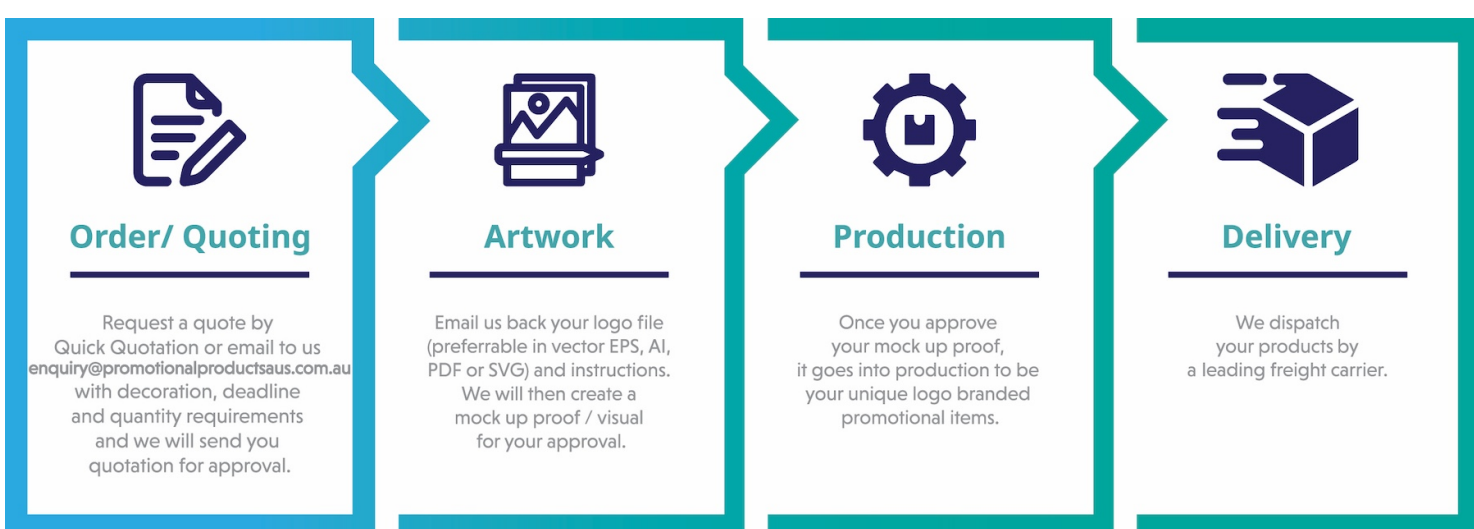 Order/ Quoting
Request a quote by
Quick Quotation or email to us
enquiry@promotionalproductsaus.com.au
with decoration, deadline
and quantity requirements
and we will send you
quotation for approval.
Artwork
Email us back your logo file
(preferrable in vector EPS, AI,
PDF or SVG) and instructions.
We will then create a
mock up proof / visual
for your approval.
Production
Once you approve
your mock up proof,
it goes into production to be
your unique logo branded
promotional items.
Delivery
We dispatch
your products by
a leading freight carrier.